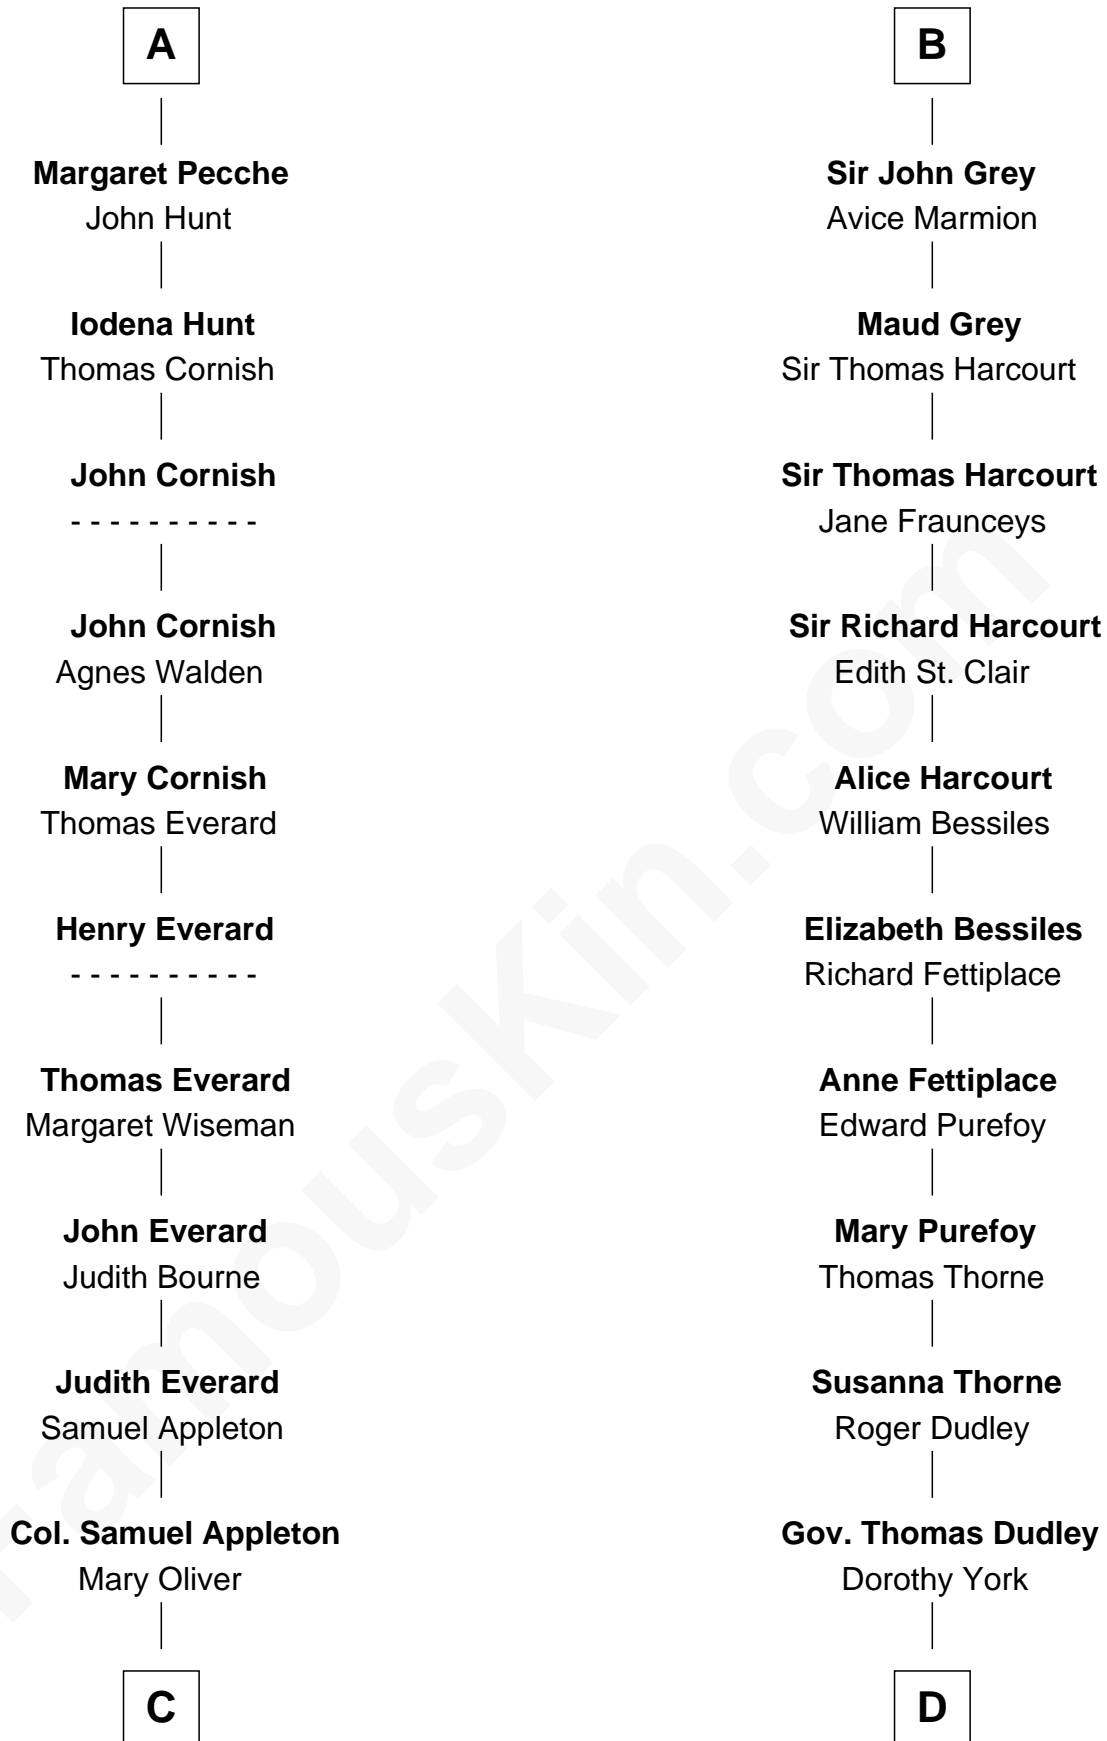 A
Margaret Pecche
John Hunt
Iodena Hunt
Thomas Cornish
John Cornish
- - - - - - - - - -
John Cornish
Agnes Walden
Mary Cornish
Thomas Everard
Henry Everard
- - - - - - - - - -
Thomas Everard
Margaret Wiseman
John Everard
Judith Bourne
Judith Everard
Samuel Appleton
Col. Samuel Appleton
Mary Oliver
C
B
Sir John Grey
Avice Marmion
Maud Grey
Sir Thomas Harcourt
Sir Thomas Harcourt
Jane Fraunceys
Sir Richard Harcourt
Edith St. Clair
Alice Harcourt
William Bessiles
Elizabeth Bessiles
Richard Fettiplace
Anne Fettiplace
Edward Purefoy
Mary Purefoy
Thomas Thorne
Susanna Thorne
Roger Dudley
Gov. Thomas Dudley
Dorothy York
D
FamousKin.com